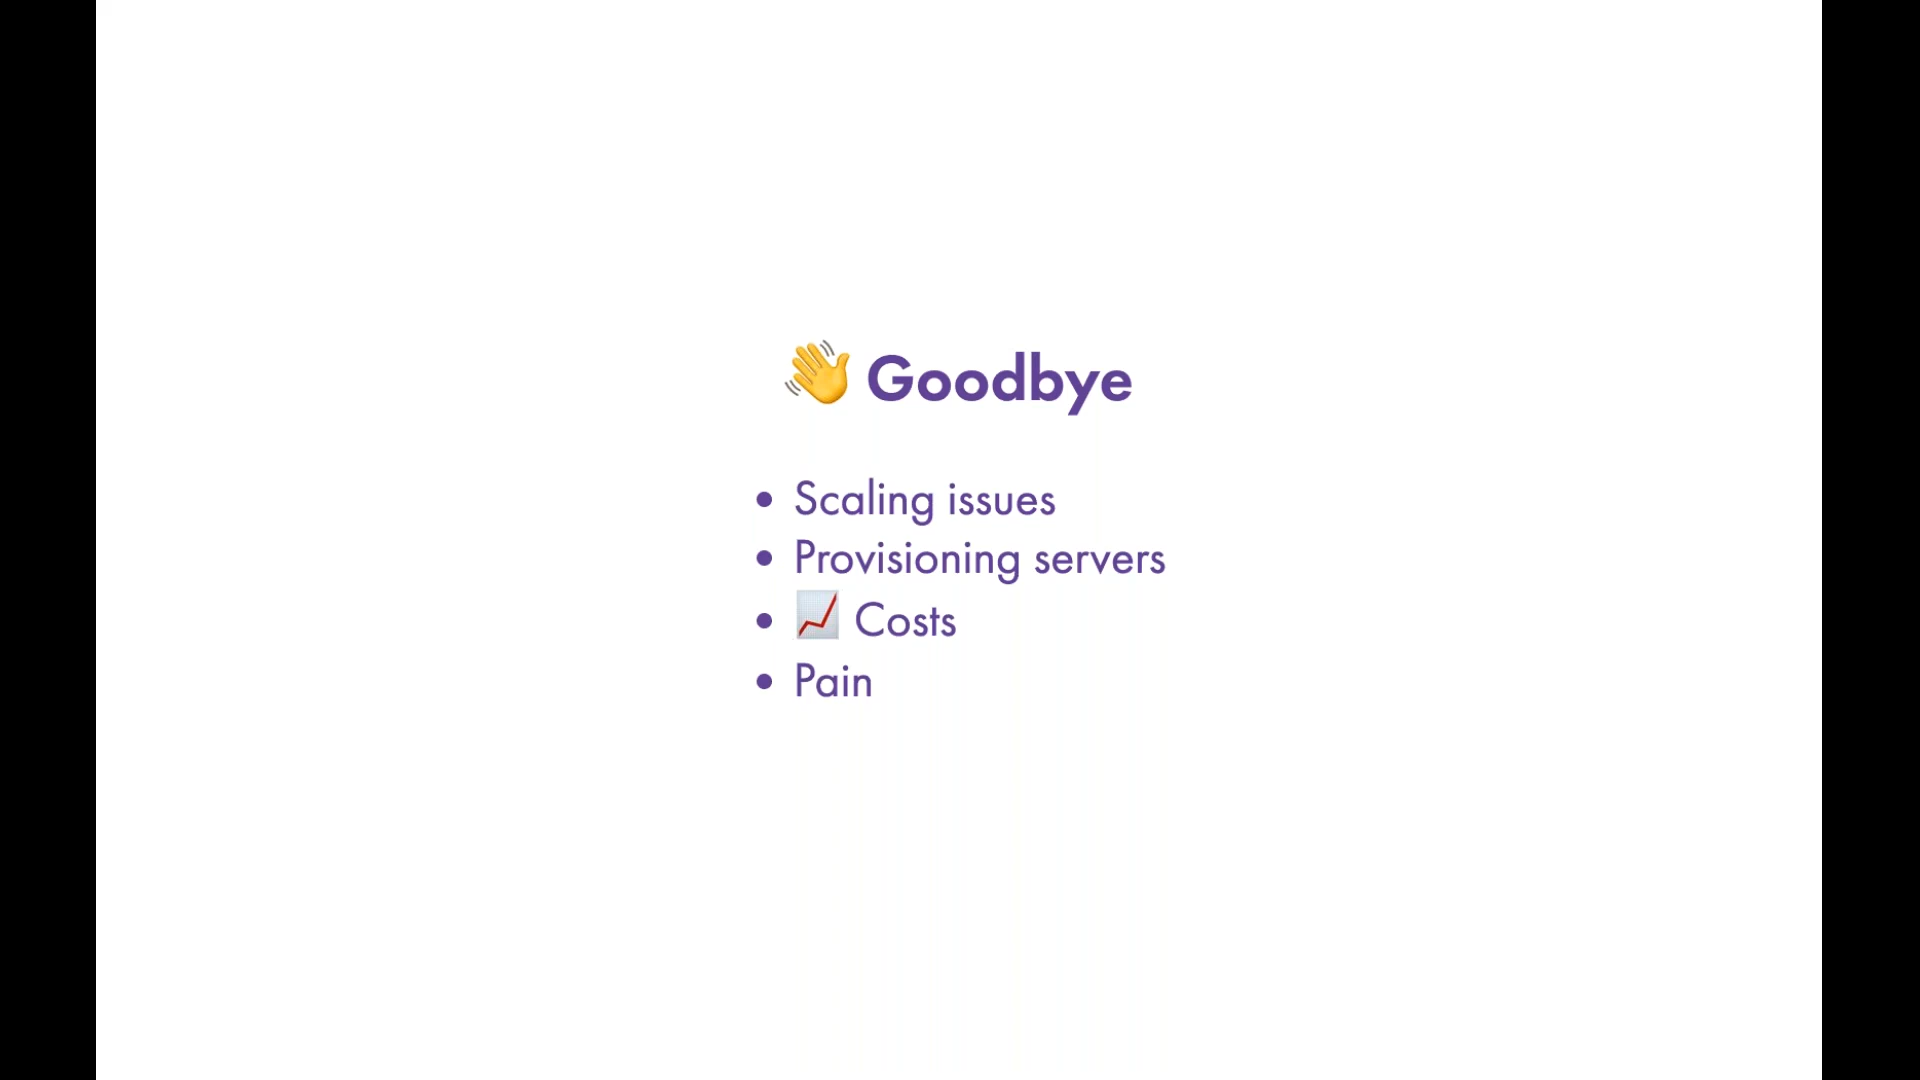 👋 Goodbye
• Scaling issues
• Provisioning servers
• 📈 Costs
• Pain